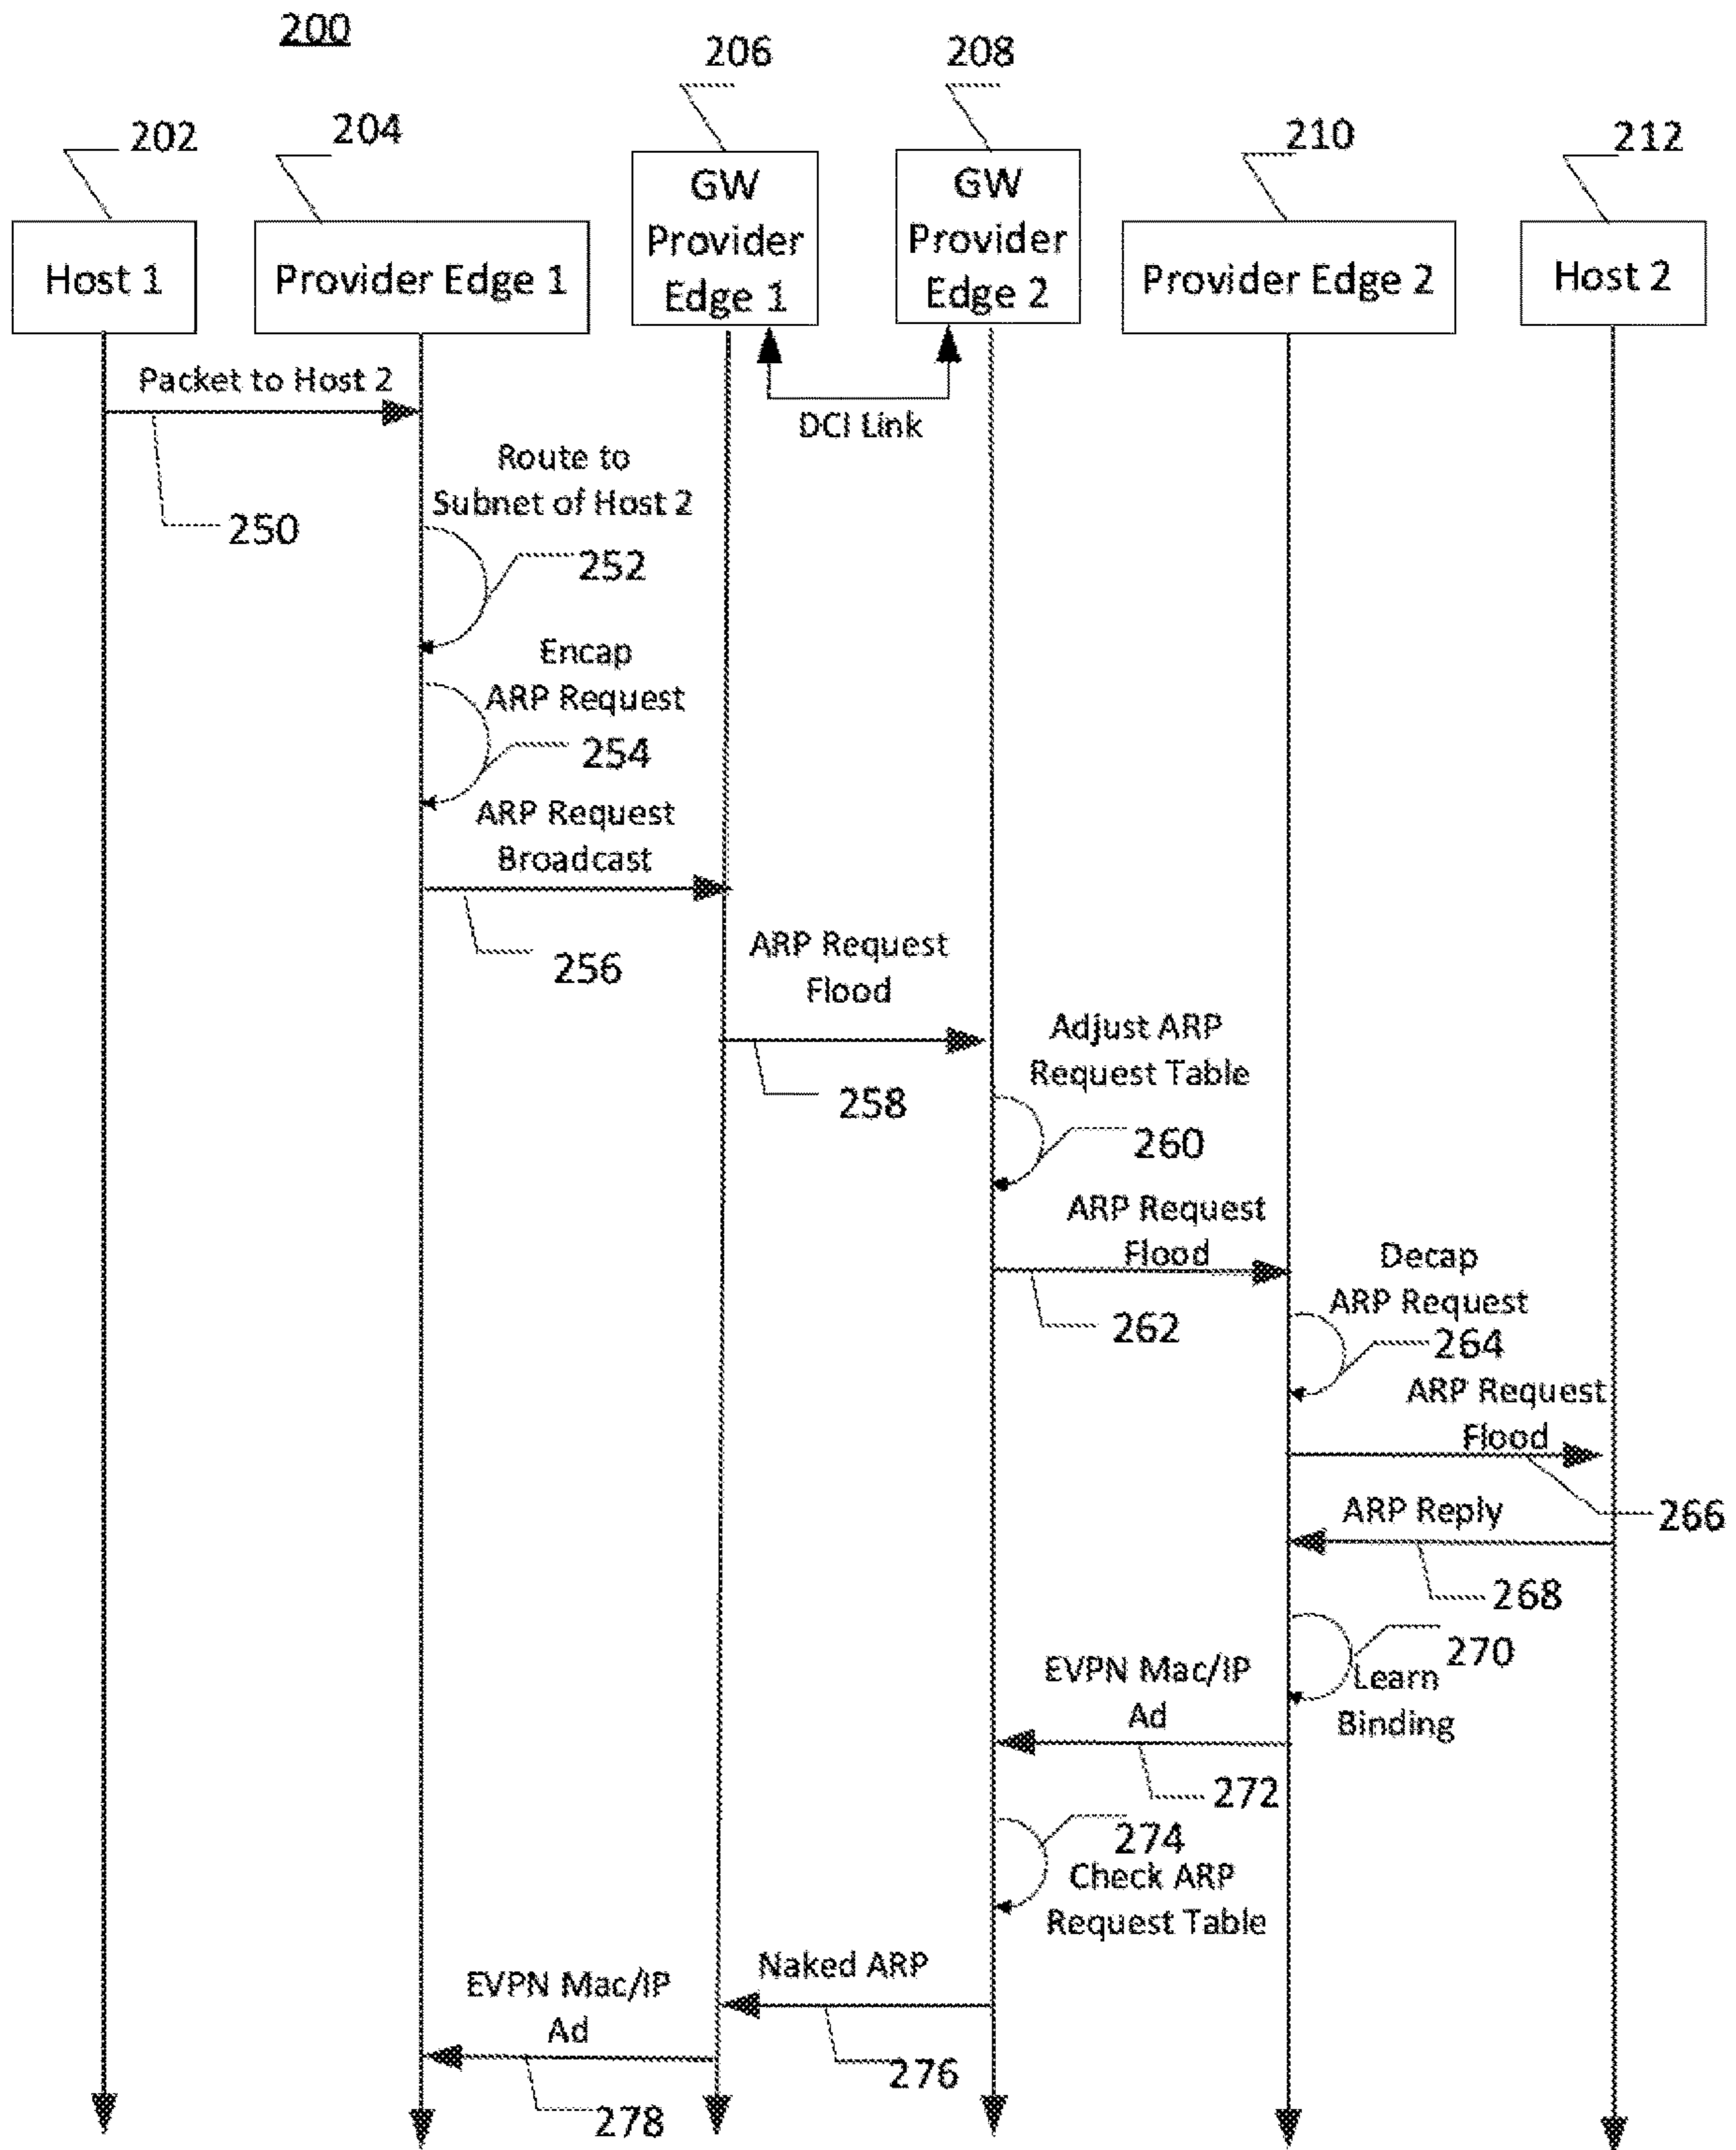 200
206
208
202
204
210
212
Host 1
Provider Edge 1
GW
Provider
Edge 1
GW
Provider
Edge 2
Provider Edge 2
Host 2
Packet to Host 2
DCI Link
250
Route to
Subnet of Host 2
252
Encap
ARP Request
254
ARP Request
Broadcast
256
ARP Request
Flood
258
Adjust ARP
Request Table
260
ARP Request
Flood
262
Decap
ARP Request
264
ARP Request
Flood
266
ARP Reply
268
270
Learn
Binding
EVPN Mac/IP
Ad
272
274
Check ARP
Request Table
Naked ARP
276
EVPN Mac/IP
Ad
278